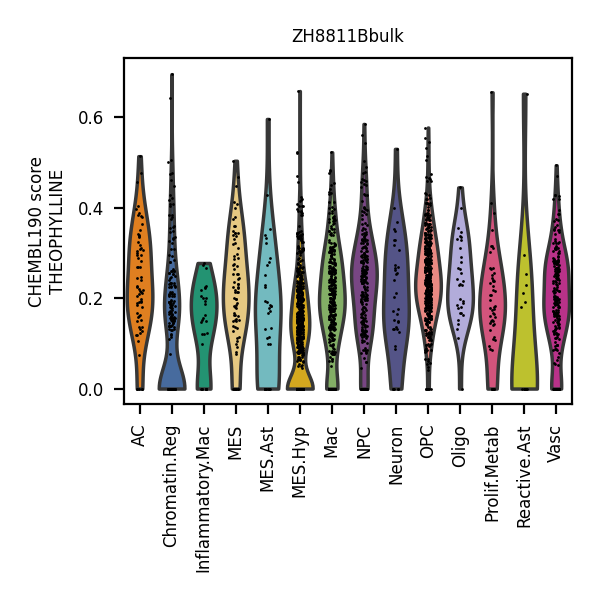 ZH8811Bbulk
CHEMBL190 score
THEOPHYLLINE
0.6
0.4
0.2
0.0
AC
Chromatin.Reg
Inflammatory.Mac
MES
MES.Ast
MES.Hyp
Mac
NPC
Neuron
OPC
Oligo
Prolif.Metab
Reactive.Ast
Vasc